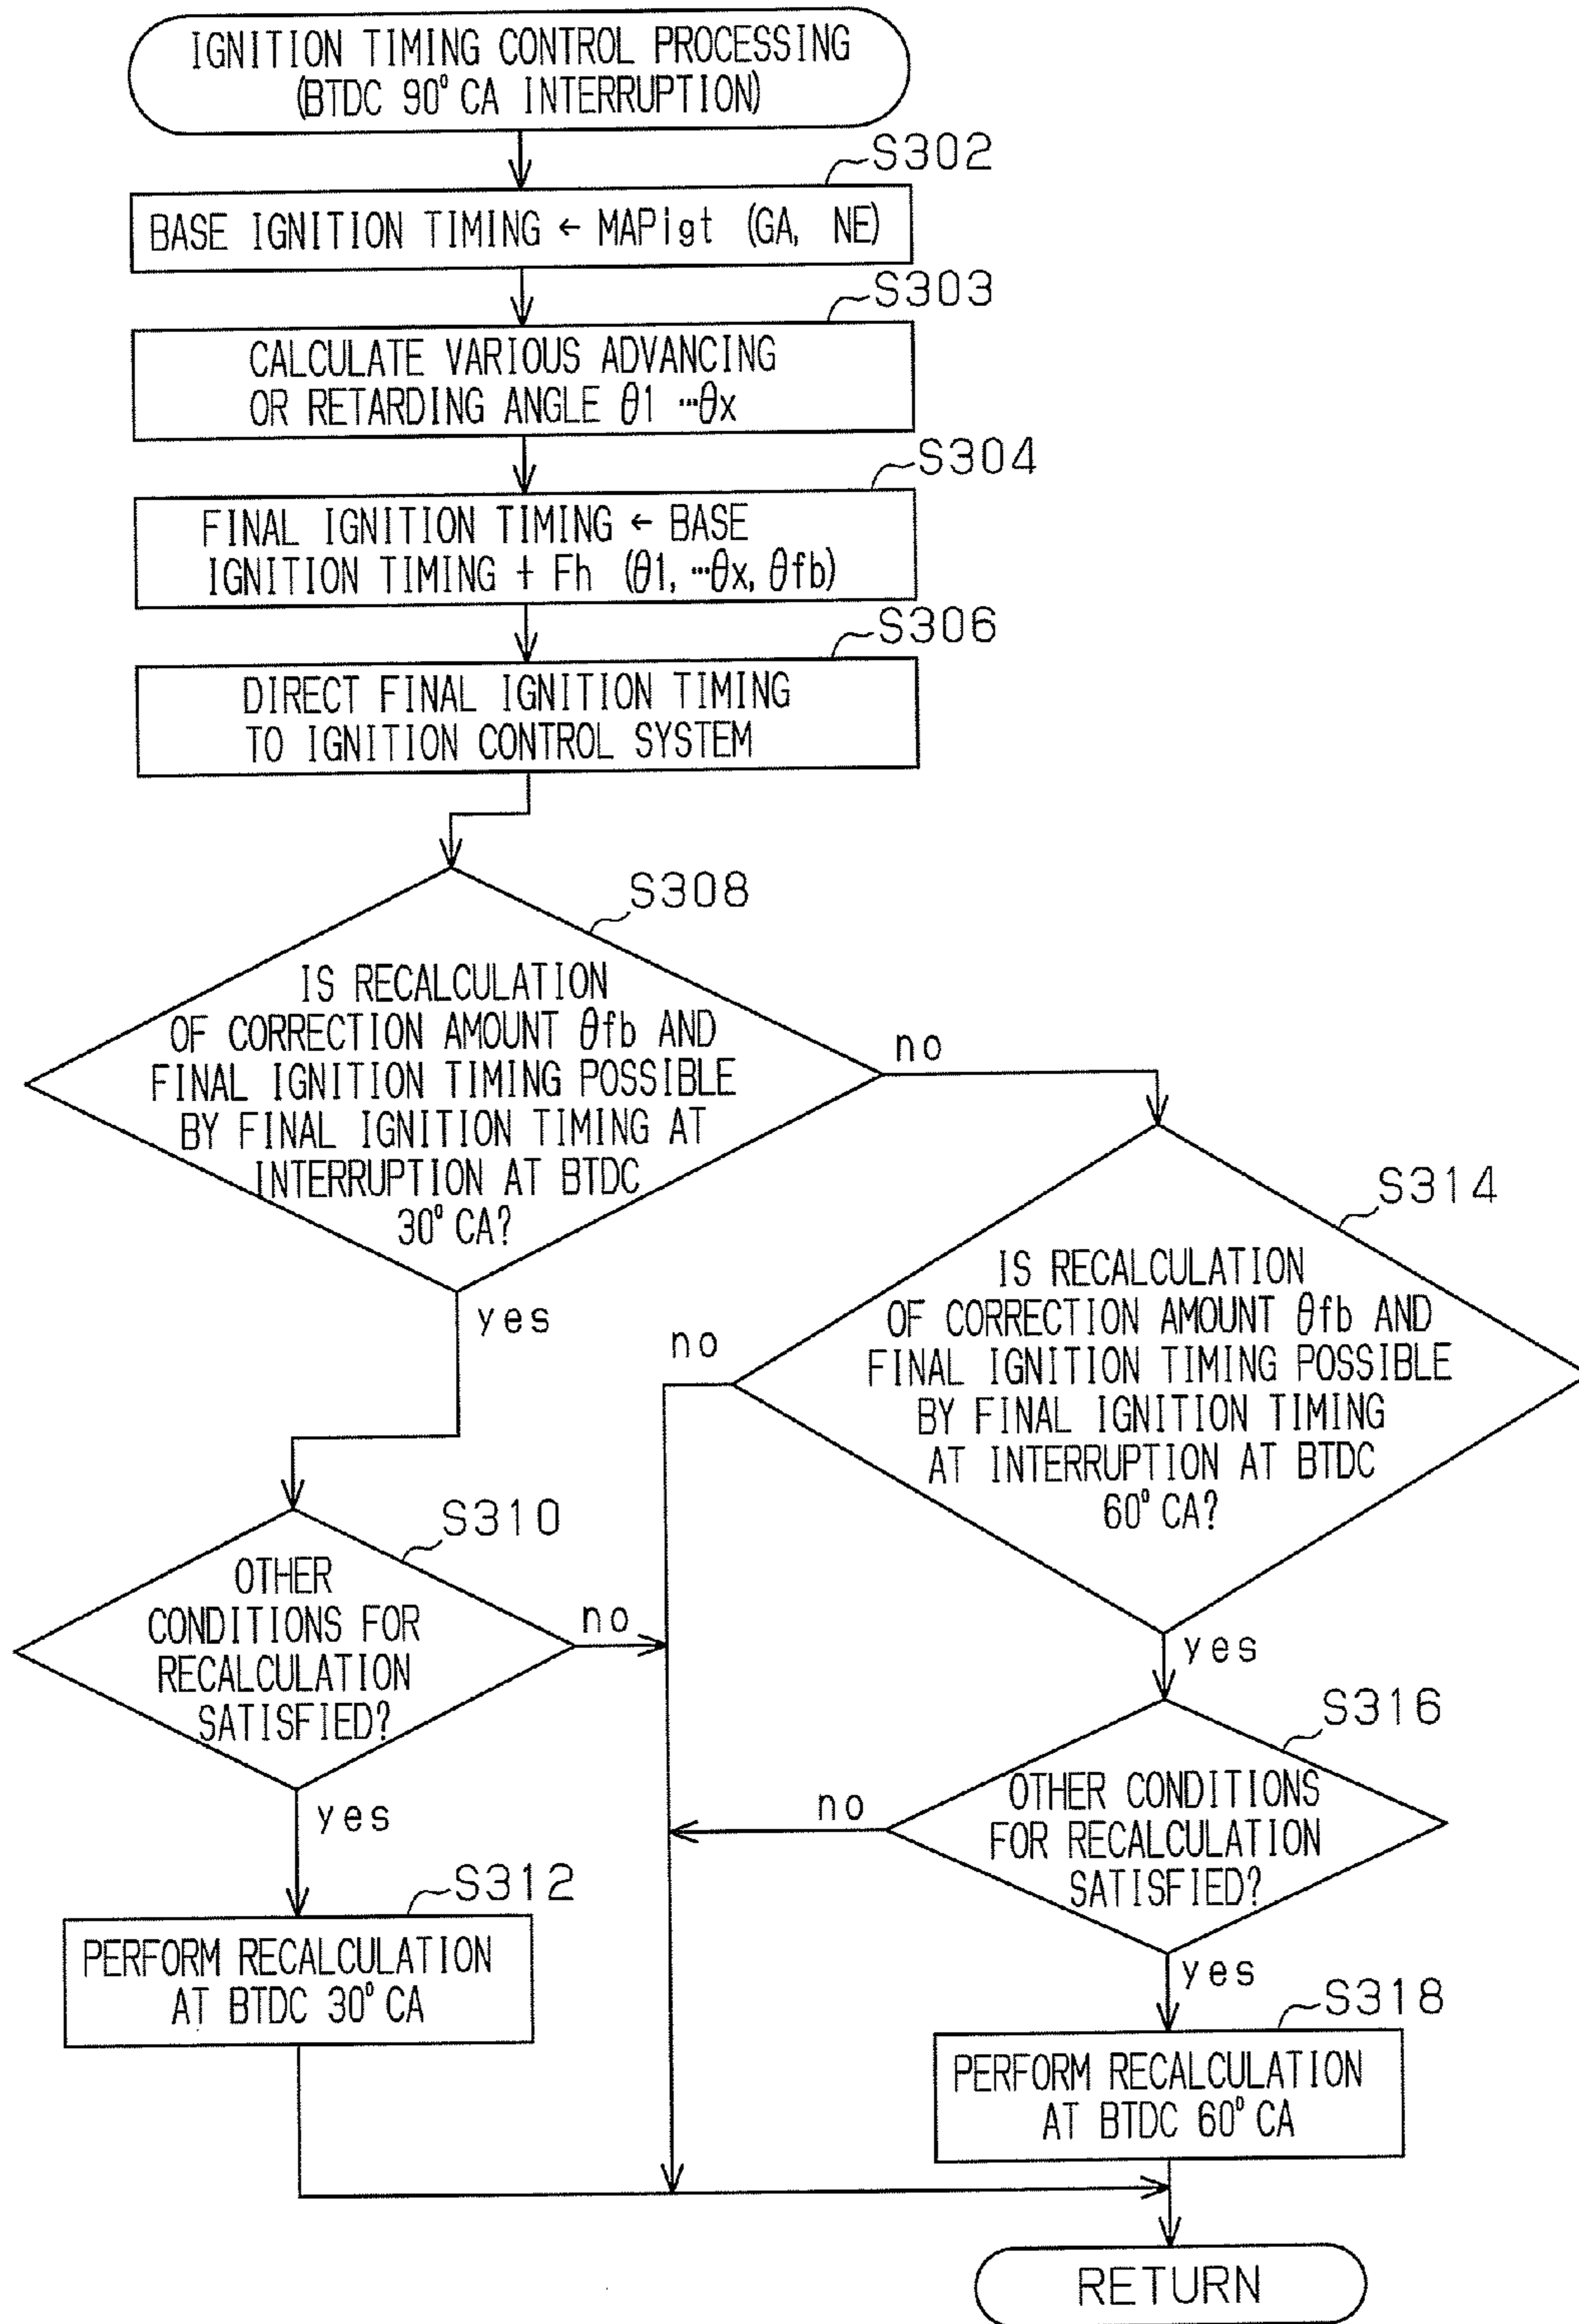 IGNITION TIMING CONTROL PROCESSING
(BTDC 90° CA INTERRUPTION)
S302
BASE IGNITION TIMING ← MAPigt (GA, NE)
S303
CALCULATE VARIOUS ADVANCING
OR RETARDING ANGLE θ1 …θx
S304
FINAL IGNITION TIMING ← BASE
IGNITION TIMING + Fh (θ1, …θx, θfb)
S306
DIRECT FINAL IGNITION TIMING
TO IGNITION CONTROL SYSTEM
S308
IS RECALCULATION
OF CORRECTION AMOUNT θfb AND
FINAL IGNITION TIMING POSSIBLE
BY FINAL IGNITION TIMING AT
INTERRUPTION AT BTDC
30° CA?
no
yes
S314
IS RECALCULATION
OF CORRECTION AMOUNT θfb AND
FINAL IGNITION TIMING POSSIBLE
BY FINAL IGNITION TIMING
AT INTERRUPTION AT BTDC
60° CA?
no
yes
S310
OTHER
CONDITIONS FOR
RECALCULATION
SATISFIED?
no
yes
S316
OTHER CONDITIONS
FOR RECALCULATION
SATISFIED?
no
yes
S312
PERFORM RECALCULATION
AT BTDC 30° CA
S318
PERFORM RECALCULATION
AT BTDC 60° CA
RETURN